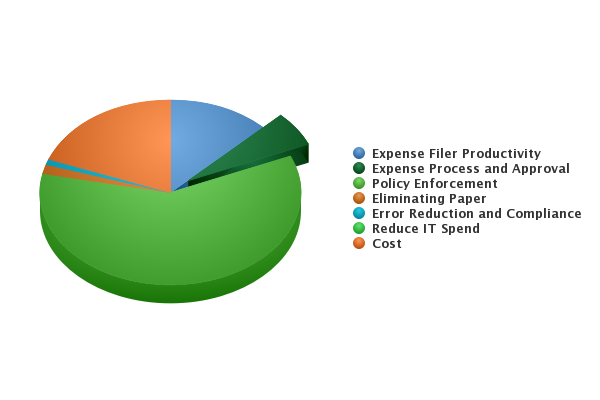 Expense Filer Productivity
Expense Process and Approval
Policy Enforcement
Eliminating Paper
Error Reduction and Compliance
Reduce IT Spend
Cost